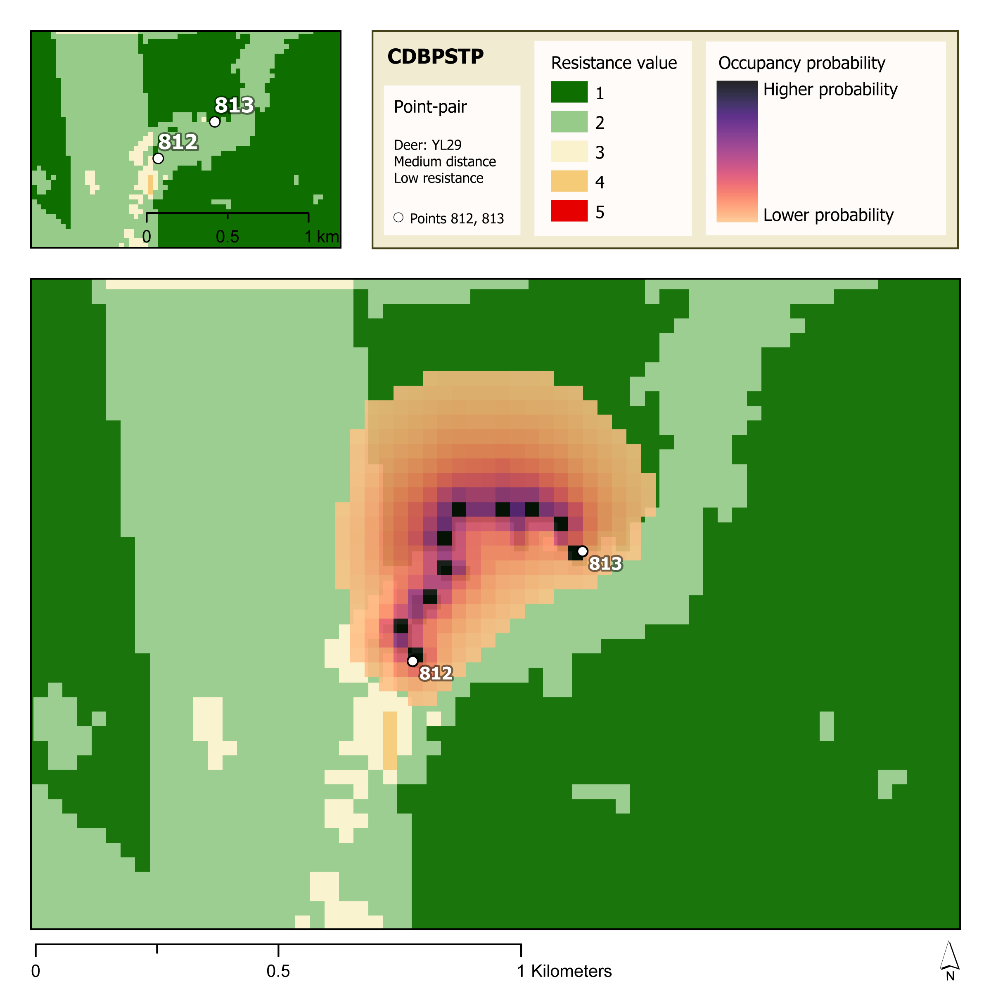 813
812
0 0.5 1 km
CDBPSTP
Point-pair
Deer: YL29
Medium distance
Low resistance
Points 812, 813
Resistance value
1
2
3
4
5
Occupancy probability
Higher probability
Lower probability
813
812
0 0.5 1 Kilometers
N